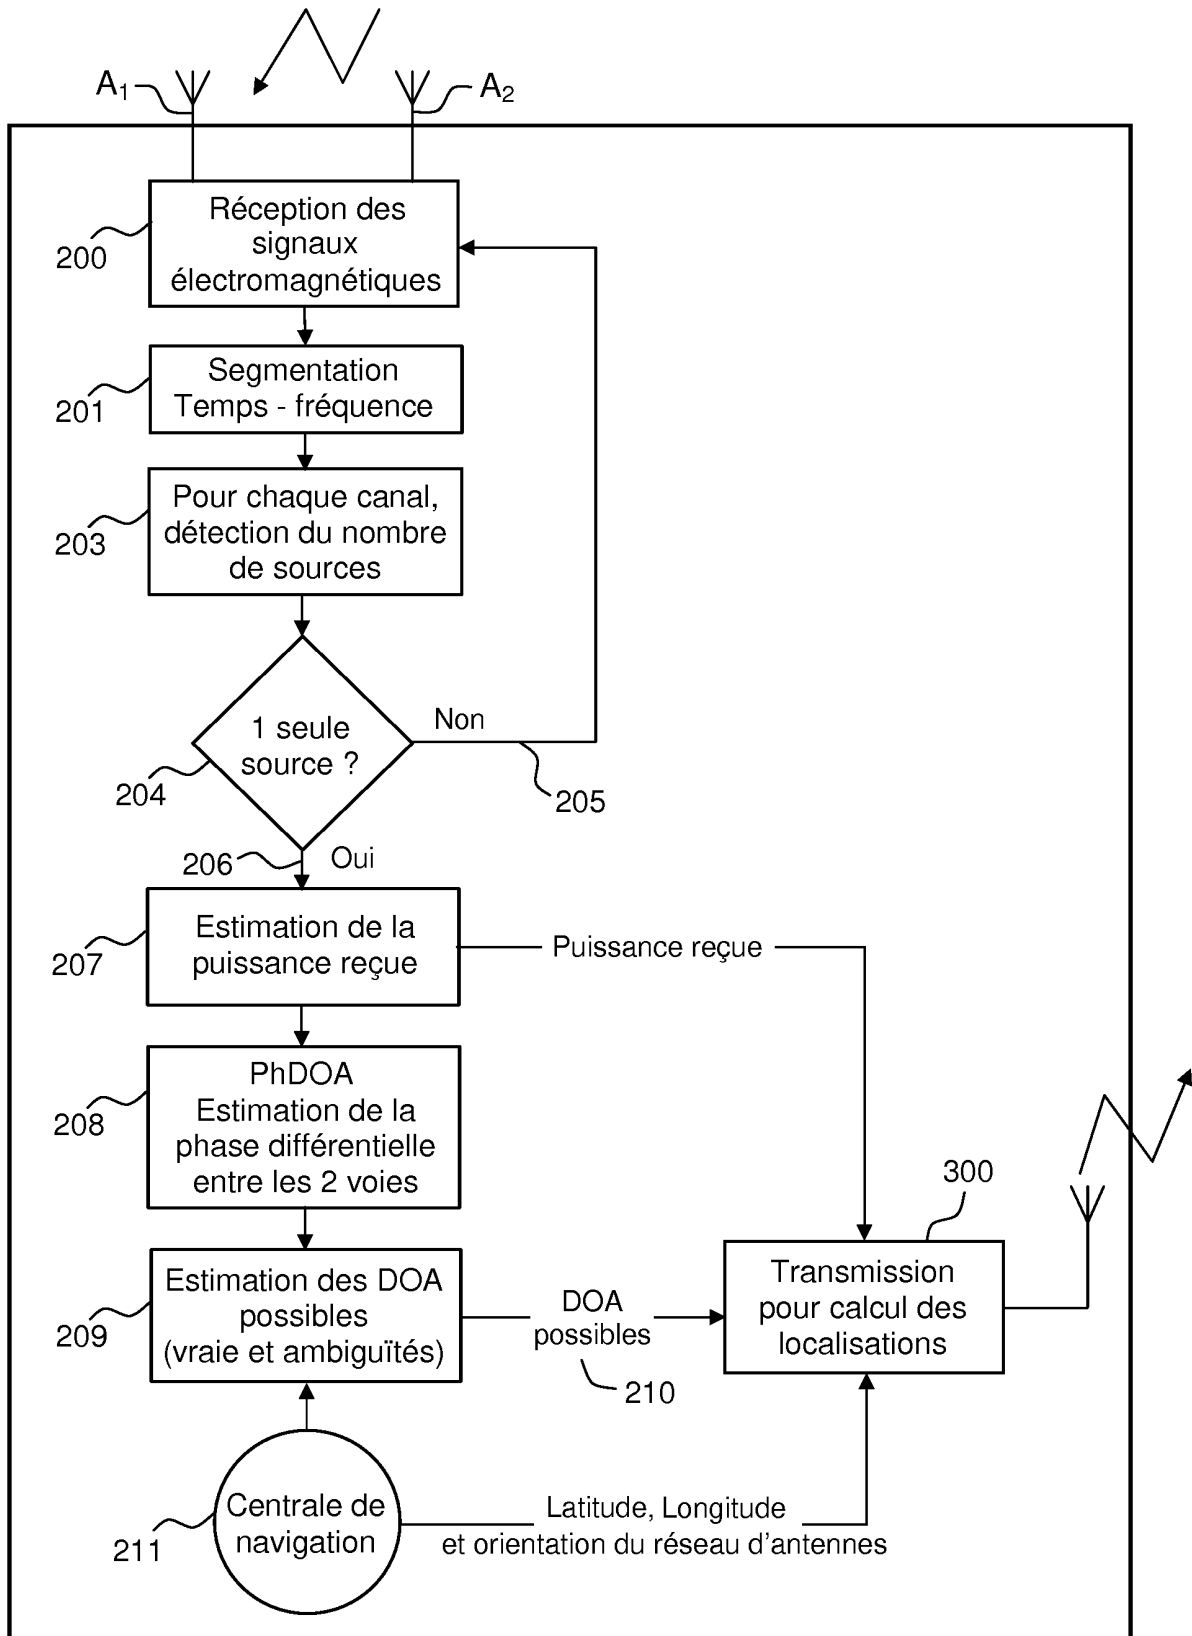 A1
A2
Réception des
signaux
électromagnétiques
200
Segmentation
Temps - fréquence
201
Pour chaque canal,
détection du nombre
de sources
203
1 seule
source ?
Non
204
205
206
Oui
Estimation de la
puissance reçue
Puissance reçue
207
PhDOA
Estimation de la
phase différentielle
entre les 2 voies
208
300
Estimation des DOA
possibles
(vraie et ambiguïtés)
209
DOA
possibles
210
Transmission
pour calcul des
localisations
Centrale de
navigation
211
Latitude, Longitude
et orientation du réseau d'antennes